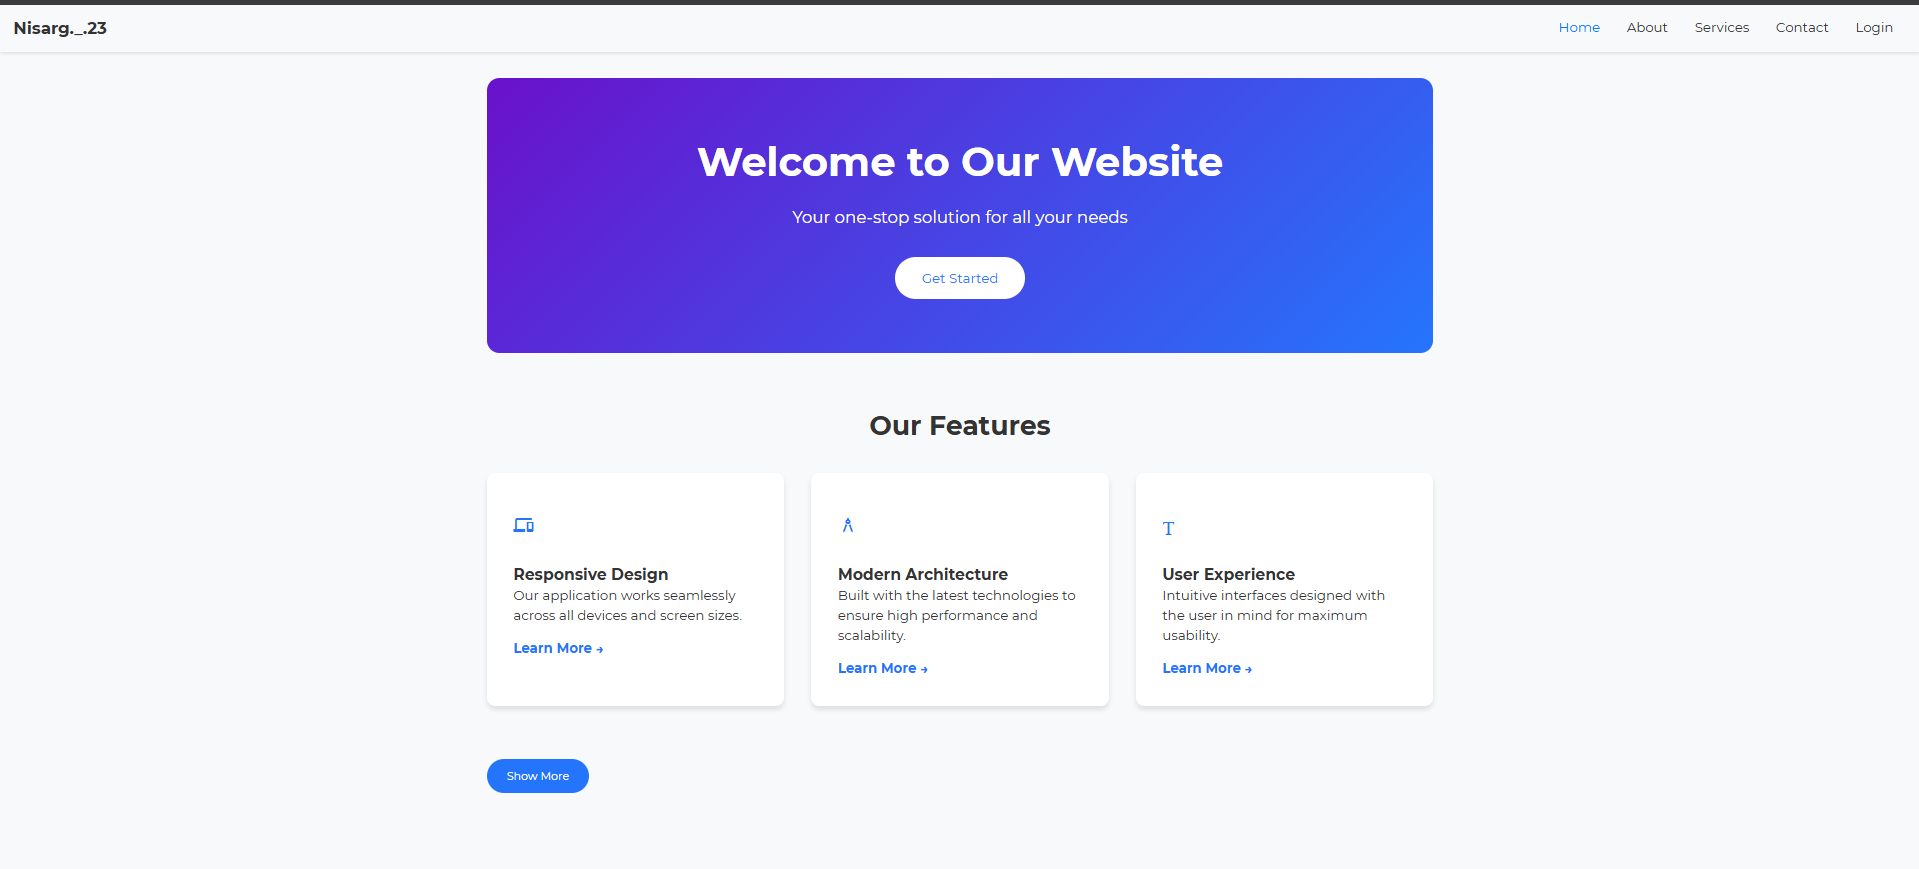 Nisarg._.23
Home About Services Contact Login
Welcome to Our Website
Your one-stop solution for all your needs
Get Started
Our Features
Responsive Design
Our application works seamlessly
across all devices and screen sizes.
Learn More →
Modern Architecture
Built with the latest technologies to
ensure high performance and
scalability.
Learn More →
T
User Experience
Intuitive interfaces designed with
the user in mind for maximum
usability.
Learn More →
Show More